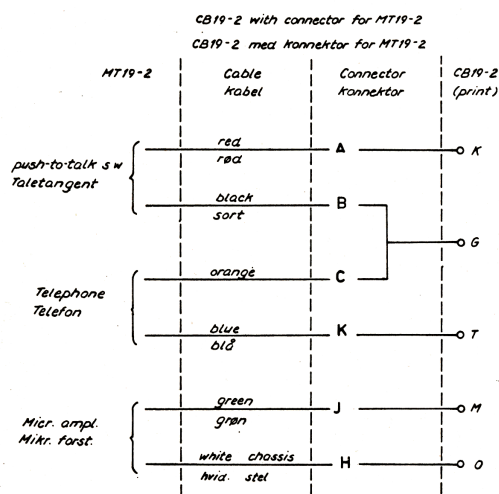 CB19-2 with connector for MT19-2
CB19-2 med konnektor for MT19-2
MT19-2
Cable
kabel
Connector
konnektor
CB19-2
(print)
push-to-talk sw
Taletangent
red
rød
A
K
black
sort
B
G
Telephone
Telefon
orange
C
blue
blå
K
T
Micr. ampl.
Mikr. forst.
green
grøn
J
M
white chassis
hvid. stel
H
O